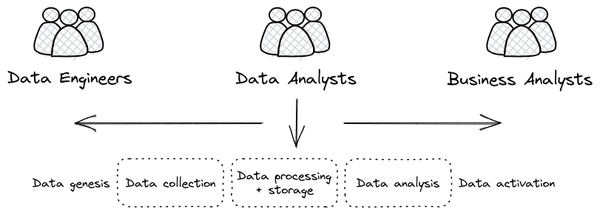 Data Engineers
Data Analysts
Business Analysts
Data genesis
Data collection
Data processing
+ storage
Data analysis
Data activation